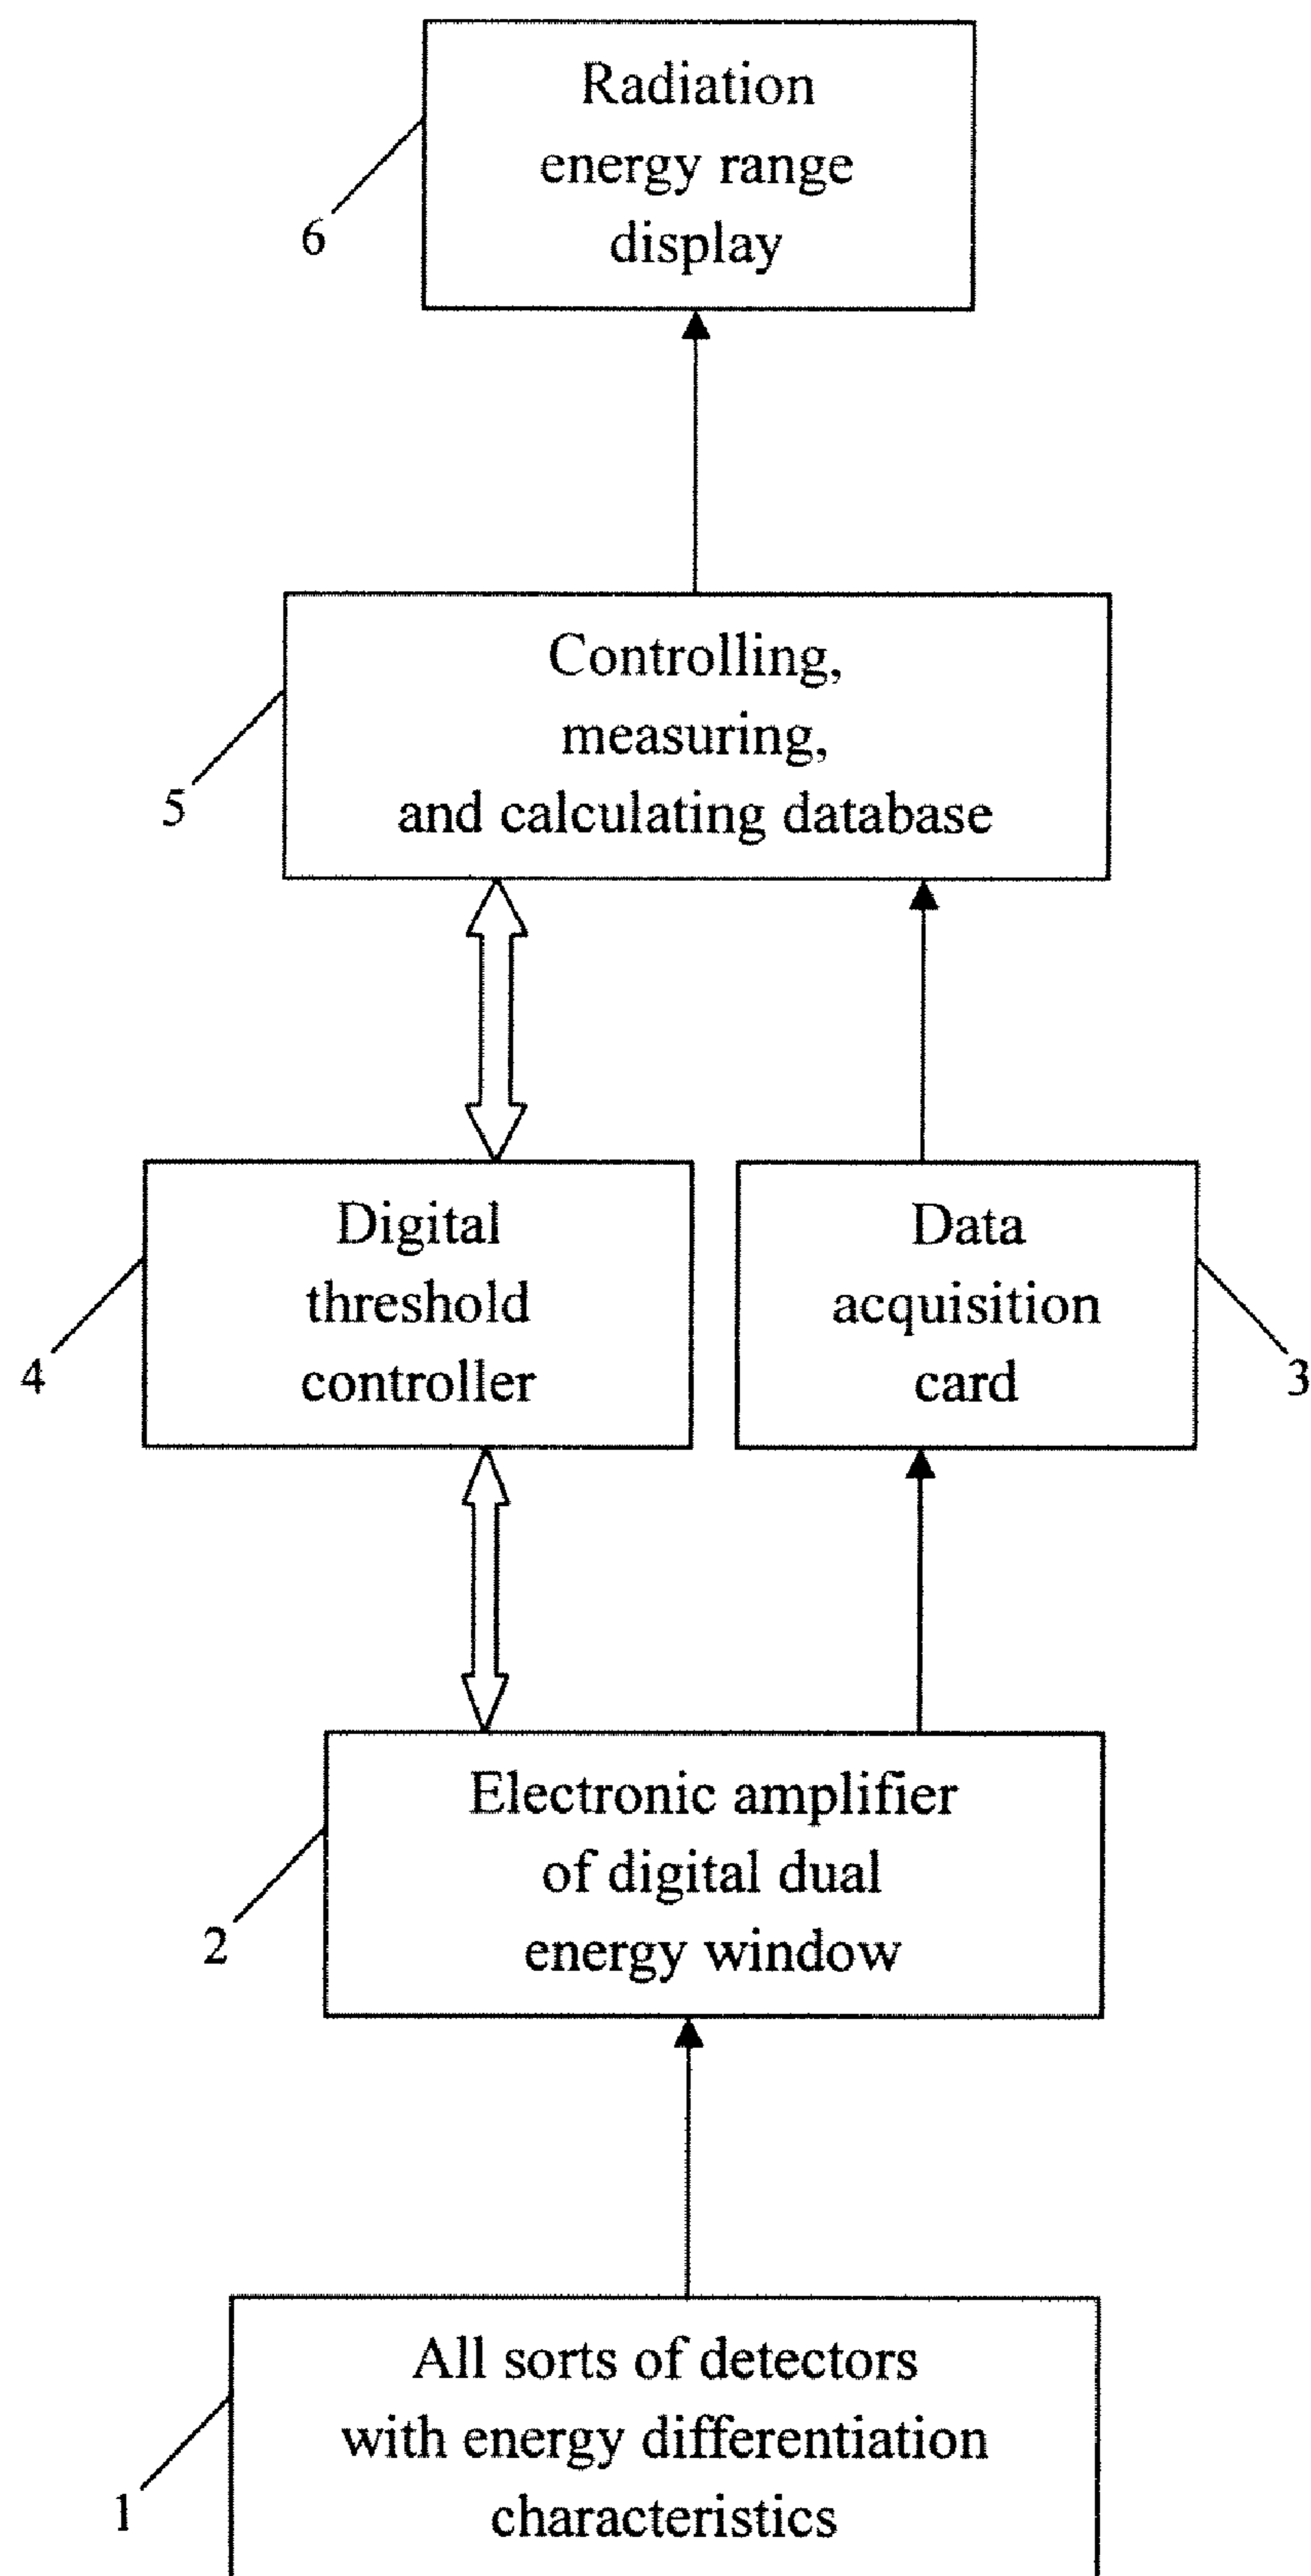 Radiation
energy range
display
6
Controlling,
measuring,
and calculating database
5
Digital
threshold
controller
4
Data
acquisition
card
3
Electronic amplifier
of digital dual
energy window
2
All sorts of detectors
with energy differentiation
characteristics
1